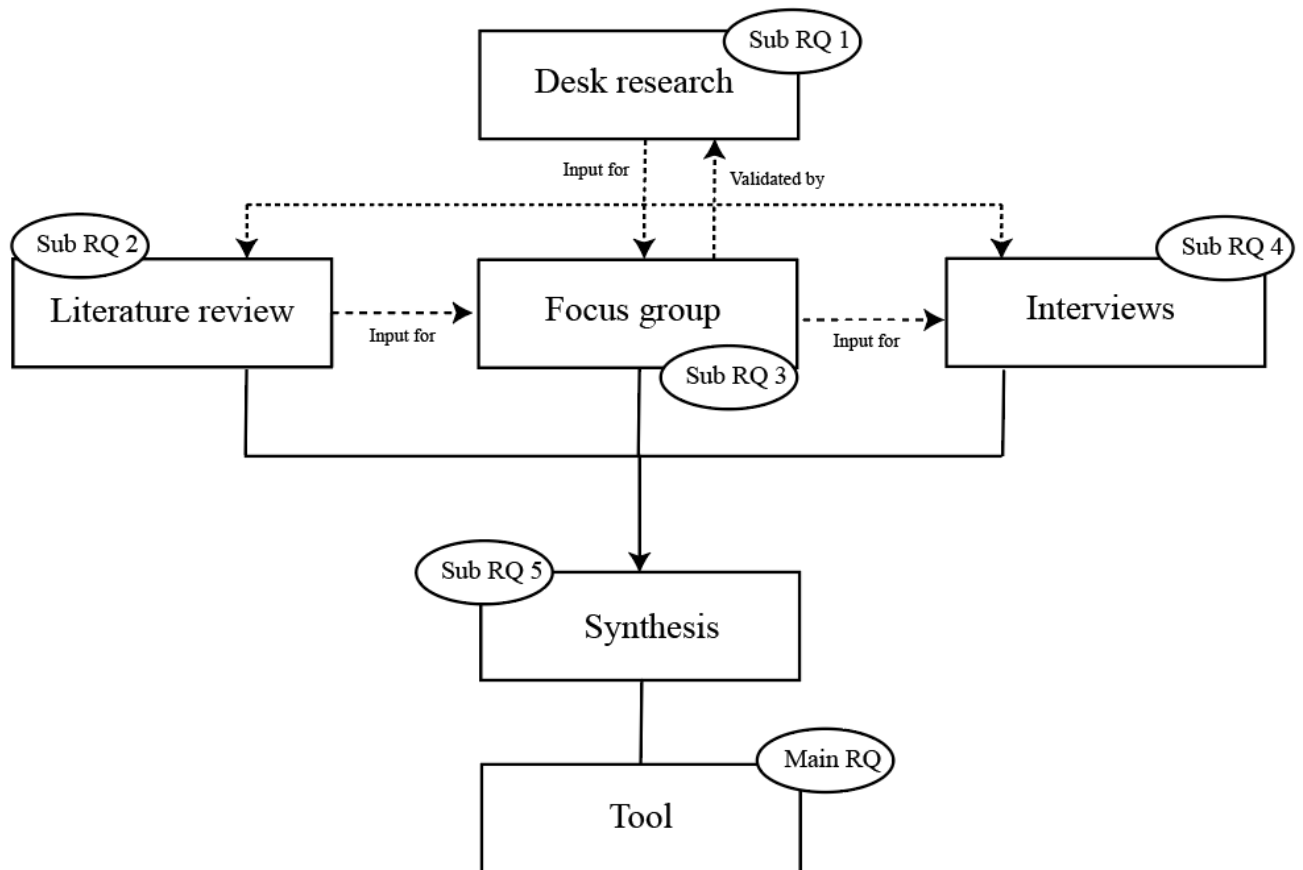 Sub RQ 1
Desk research
Input for
Validated by
Sub RQ 2
Sub RQ 4
Literature review
Focus group
Interviews
Input for
Input for
Sub RQ 3
Sub RQ 5
Synthesis
Main RQ
Tool